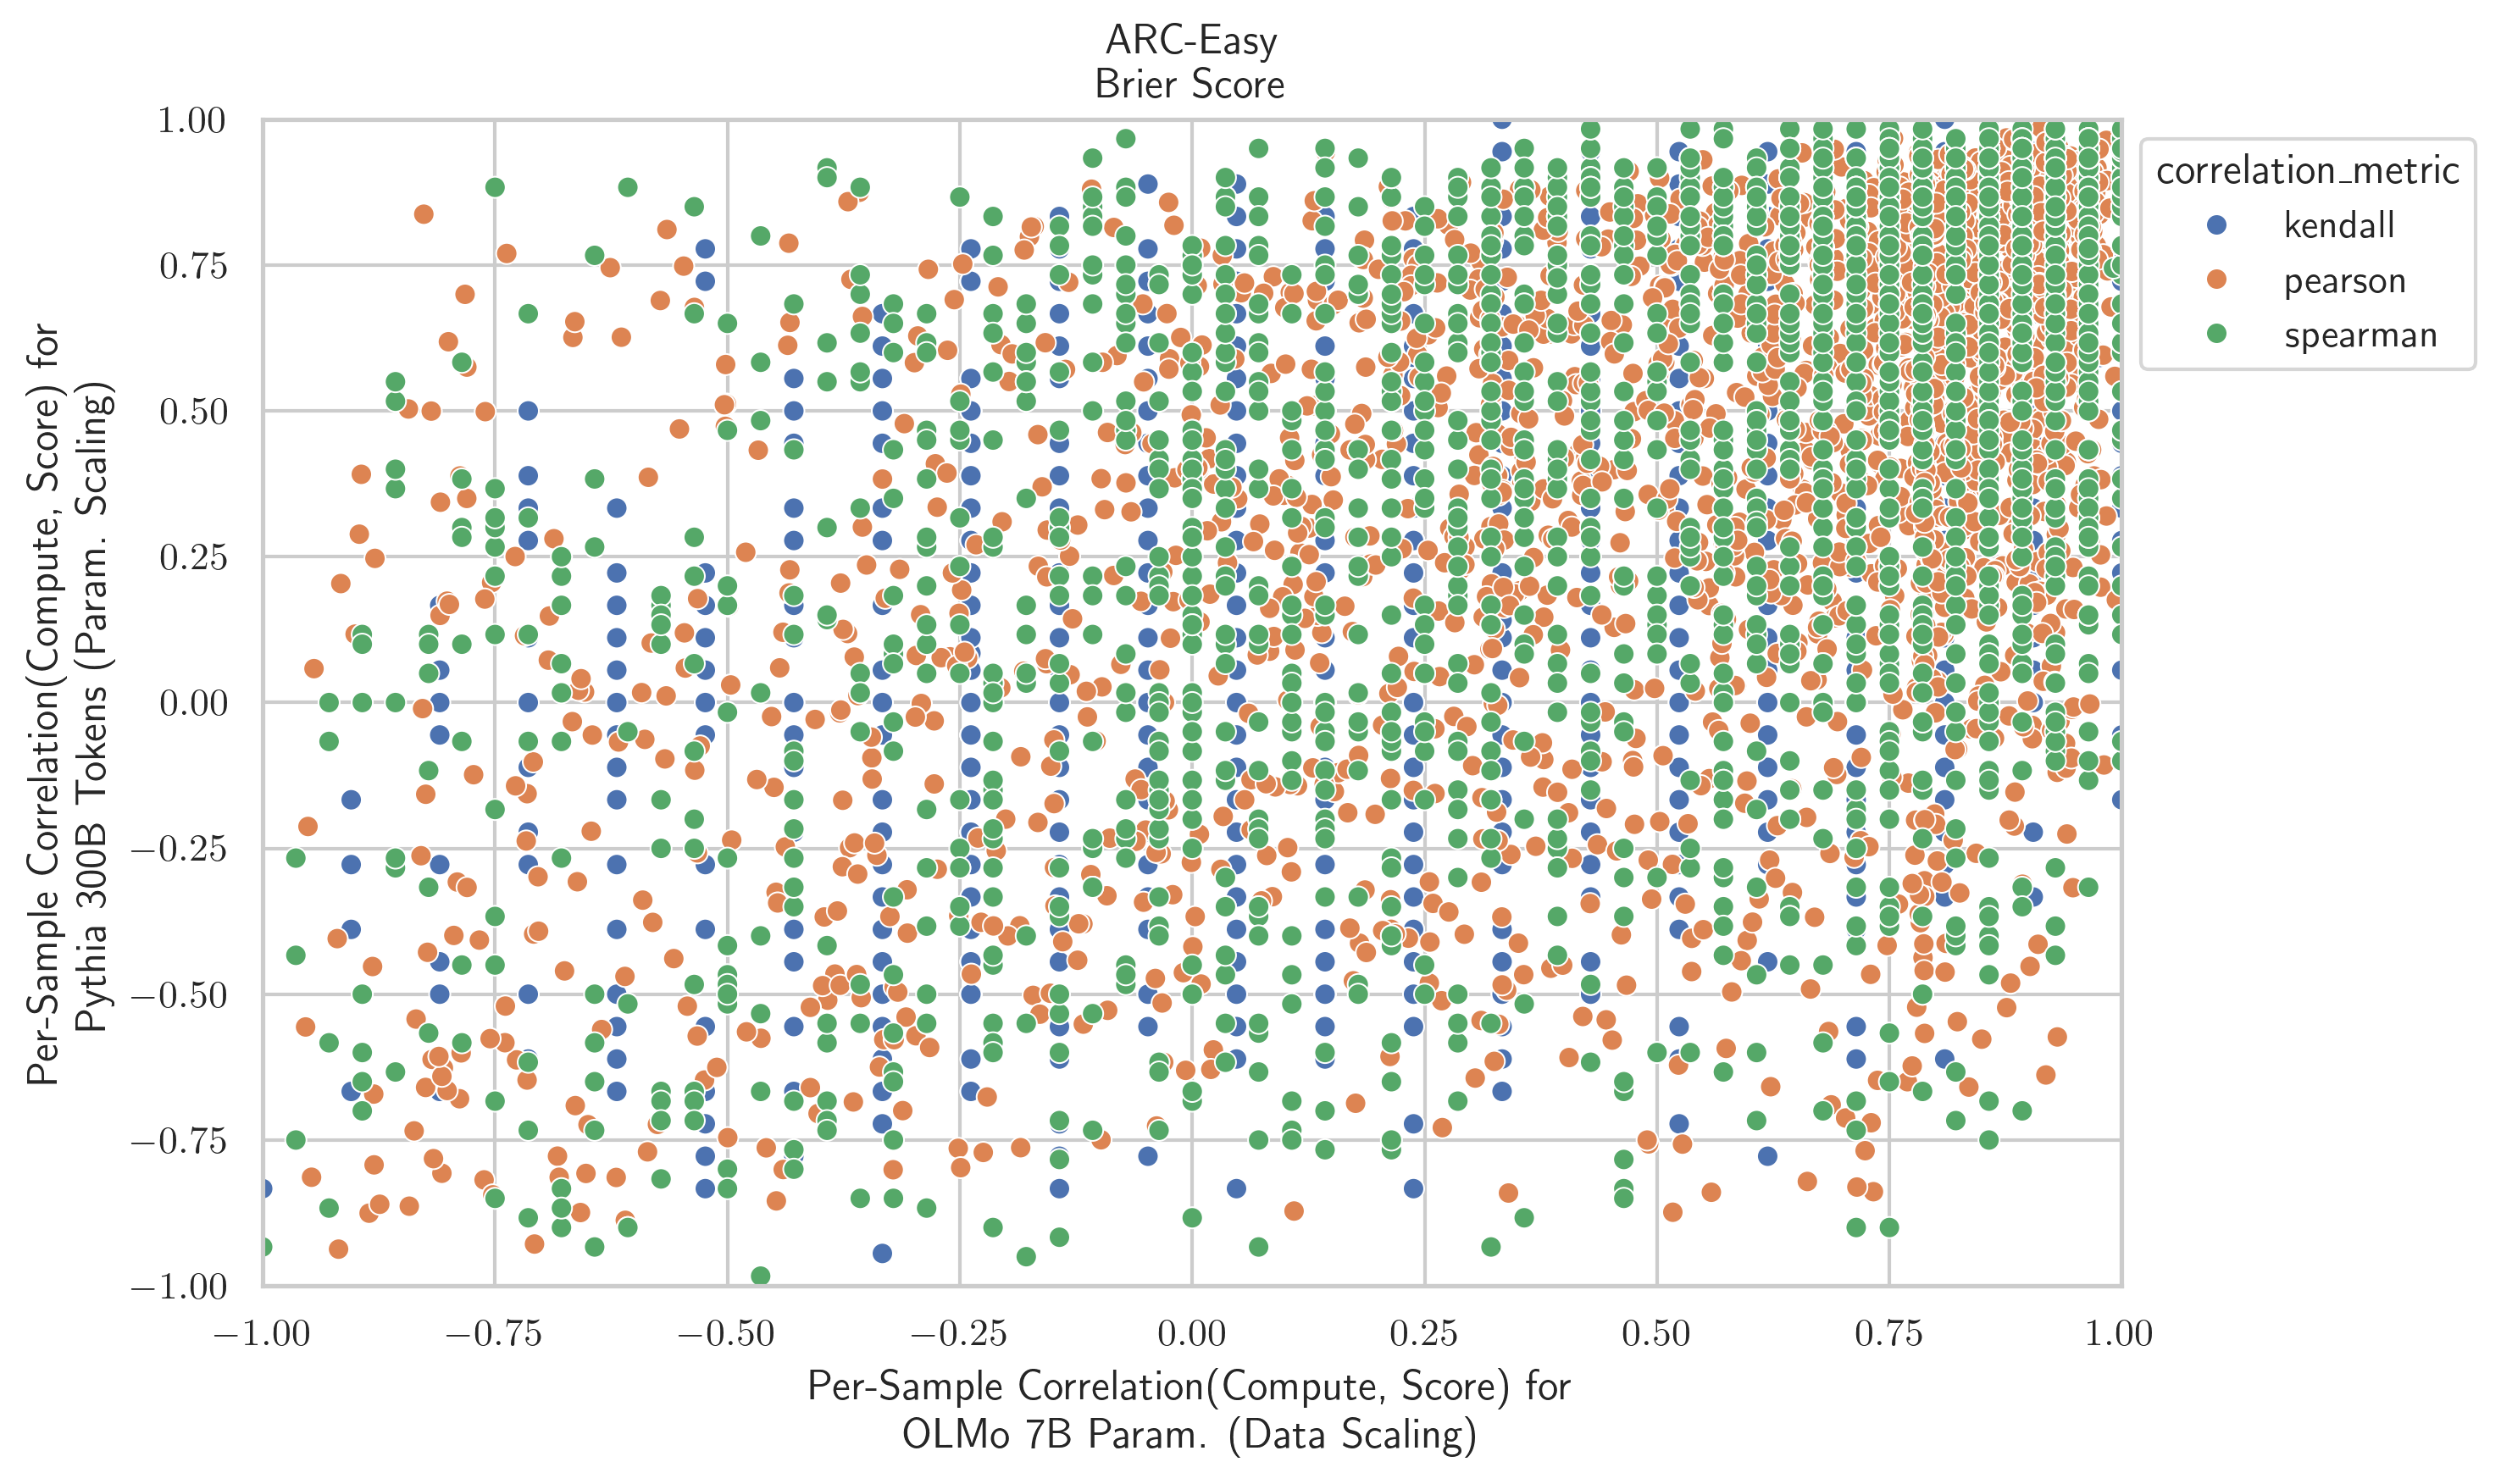 ARC-Easy
Brier Score
Per-Sample Correlation(Compute, Score) for
Pythia 300B Tokens (Param. Scaling)
1.00
0.75
0.50
0.25
0.00
−0.25
−0.50
−0.75
−1.00
−1.00 −0.75 −0.50 −0.25 0.00 0.25 0.50 0.75 1.00
Per-Sample Correlation(Compute, Score) for
OLMo 7B Param. (Data Scaling)
correlation_metric
kendall
pearson
spearman